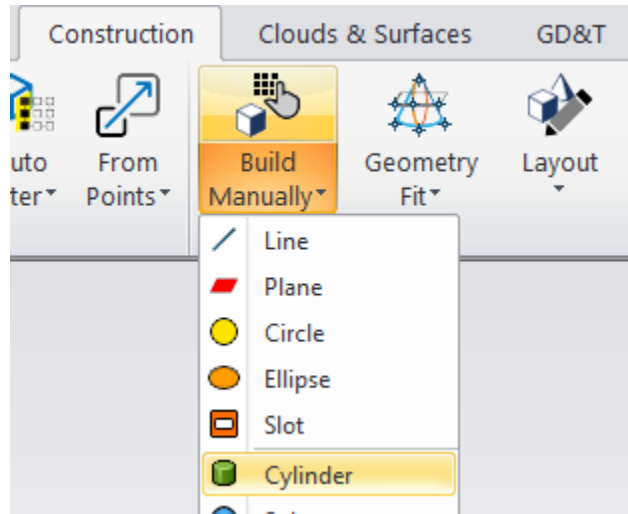 Construction Clouds & Surfaces GD&T
uto From Build Geometry Layout
ter Points Manually Fit
Line
Plane
Circle
Ellipse
Slot
Cylinder